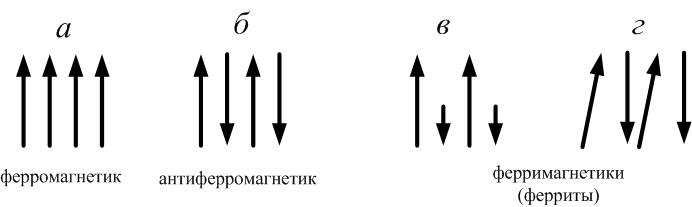 а б в г
ферромагнетик
антиферромагнетик
ферримагнетики
(ферриты)